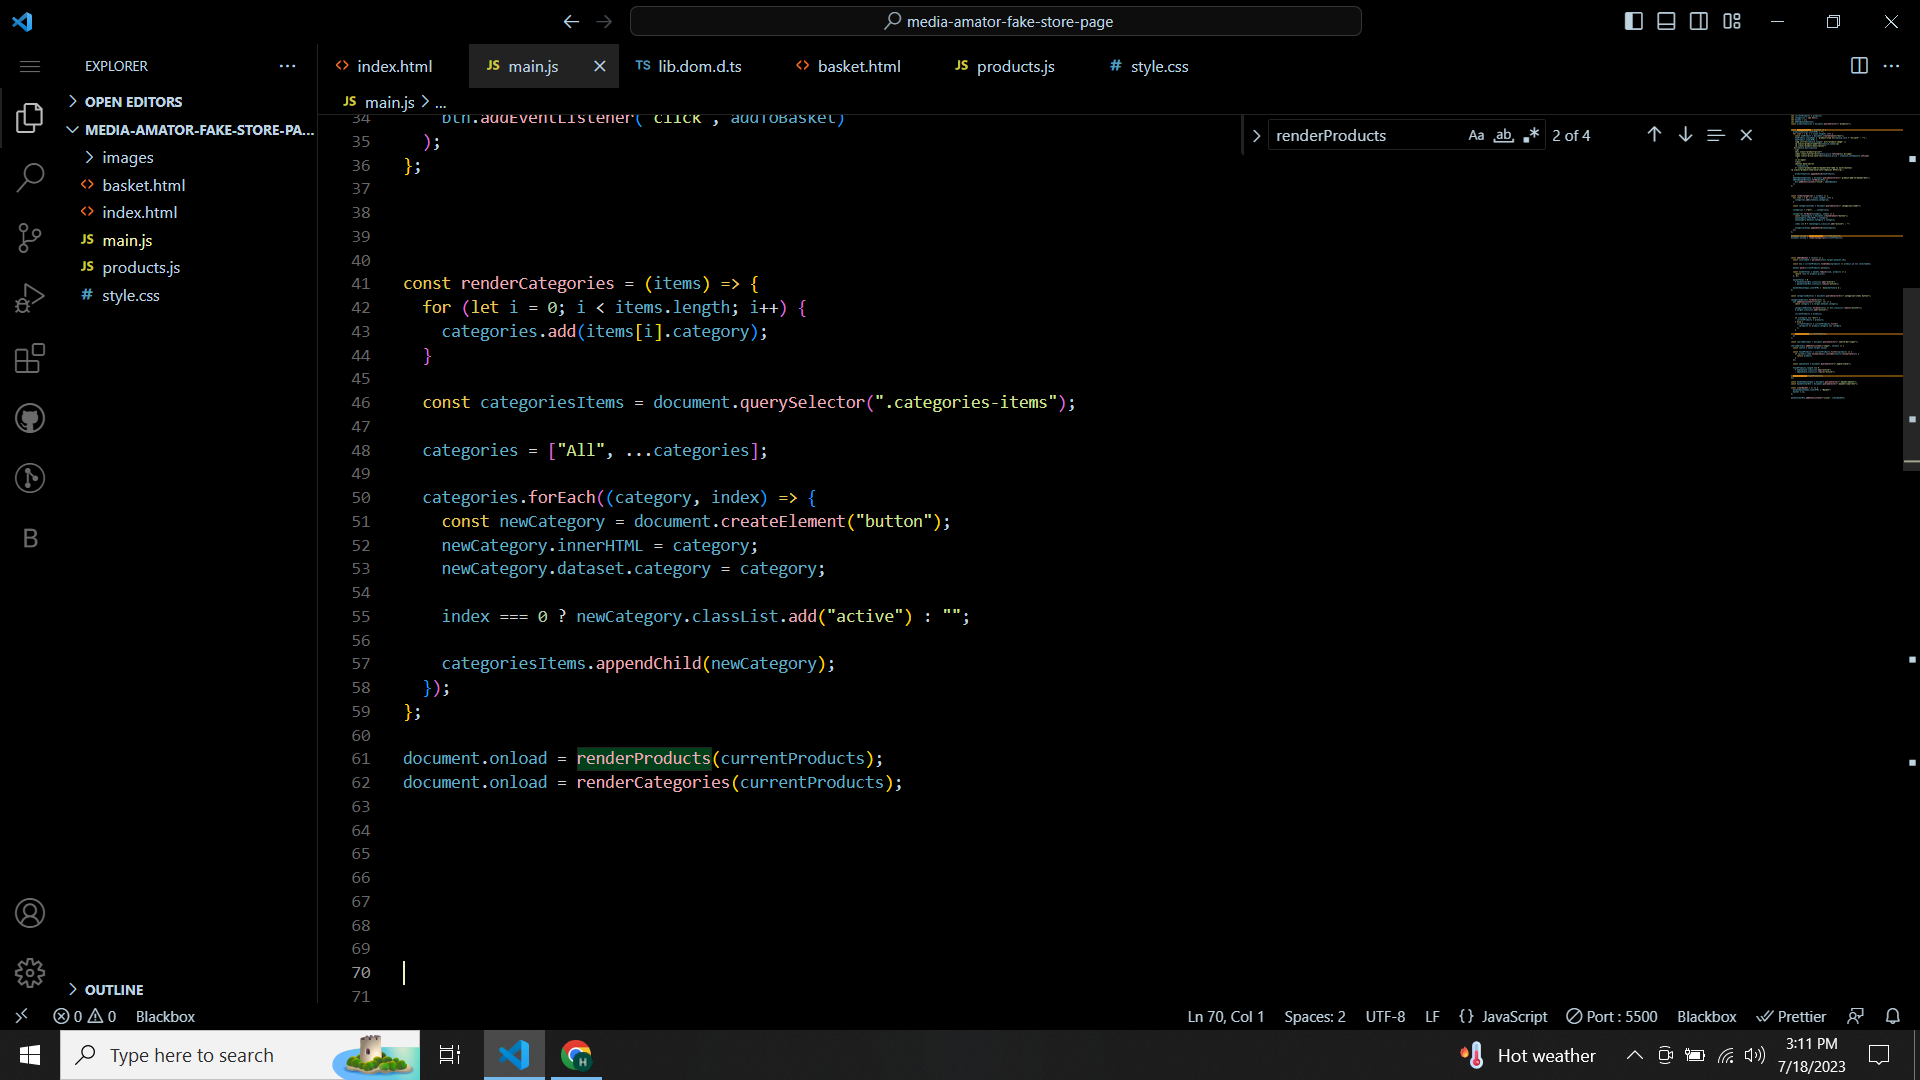 media-amator-fake-store-page
EXPLORER
index.html
main.js
lib.dom.d.ts
basket.html
products.js
style.css
OPEN EDITORS
MEDIA-AMATOR-FAKE-STORE-PA...
images
basket.html
index.html
main.js
products.js
style.css
OUTLINE
main.js > ...
renderProducts
2 of 4
34 btn.addEventListener("click", addToBasket)
35 );
36 };
37
38
39
40
41 const renderCategories = (items) => {
42 for (let i = 0; i < items.length; i++) {
43 categories.add(items[i].category);
44 }
45
46 const categoriesItems = document.querySelector(".categories-items");
47
48 categories = ["All", ...categories];
49
50 categories.forEach((category, index) => {
51 const newCategory = document.createElement("button");
52 newCategory.innerHTML = category;
53 newCategory.dataset.category = category;
54
55 index === 0 ? newCategory.classList.add("active") : "";
56
57 categoriesItems.appendChild(newCategory);
58 });
59 };
60
61 document.onload = renderProducts(currentProducts);
62 document.onload = renderCategories(currentProducts);
63
64
65
66
67
68
69
70
71
0 0 Blackbox
Ln 70, Col 1 Spaces: 2 UTF-8 LF {} JavaScript Port : 5500 Blackbox Prettier
Type here to search
Hot weather
3:11 PM
7/18/2023